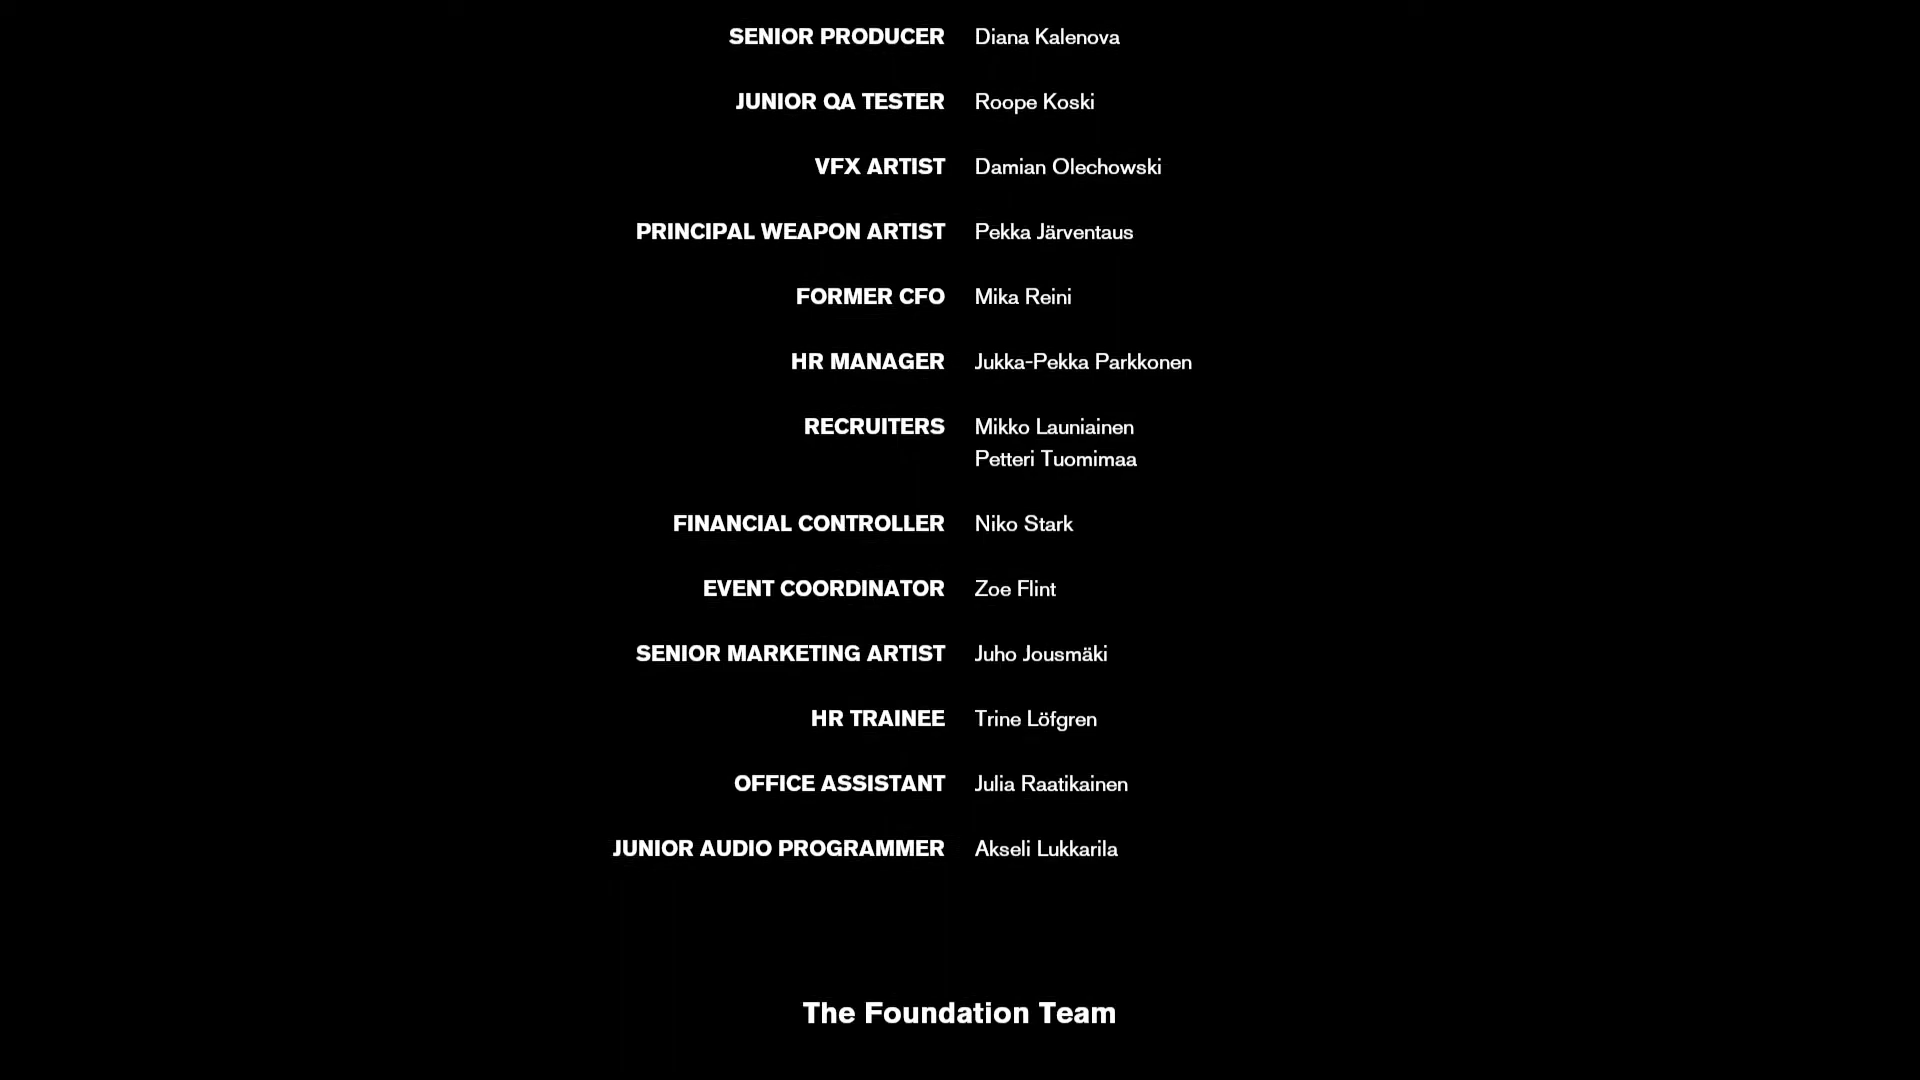 SENIOR PRODUCER Diana Kalenova
JUNIOR QA TESTER Roope Koski
VFX ARTIST Damian Olechowski
PRINCIPAL WEAPON ARTIST Pekka Järventaus
FORMER CFO Mika Reini
HR MANAGER Jukka-Pekka Parkkonen
RECRUITERS Mikko Launiainen
Petteri Tuomimaa
FINANCIAL CONTROLLER Niko Stark
EVENT COORDINATOR Zoe Flint
SENIOR MARKETING ARTIST Juho Jousmäki
HR TRAINEE Trine Löfgren
OFFICE ASSISTANT Julia Raatikainen
JUNIOR AUDIO PROGRAMMER Akseli Lukkarila
The Foundation Team